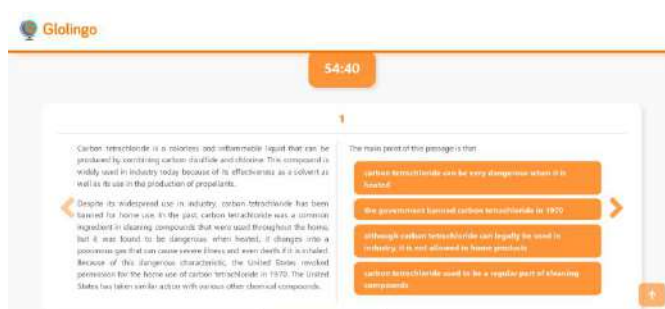 Glolingo
54:40
1
Carbon tetrachloride is a colorless and inflammable liquid that can be
produced by combining carbon disulfide and chlorine. This compound is
widely used in industry today because of its effectiveness as a solvent as
well as its use in the production of propellants.
Despite its widespread use in industry, carbon tetrachloride has been
banned for home use. In the past, carbon tetrachloride was a common
ingredient in cleaning compounds that were used throughout the home,
but it was found to be dangerous: when heated, it changes into a
poisonous gas that can cause severe illness and even death if it is inhaled.
Because of this dangerous characteristic, the United States revoked
permission for the home use of carbon tetrachloride in 1970. The United
States has taken similar action with various other chemical compounds.
The main point of this passage is that
carbon tetrachloride can be very dangerous when it is
heated
the government banned carbon tetrachloride in 1970
although carbon tetrachloride can legally be used in
industry, it is not allowed in home products
carbon tetrachloride used to be a regular part of cleaning
compounds